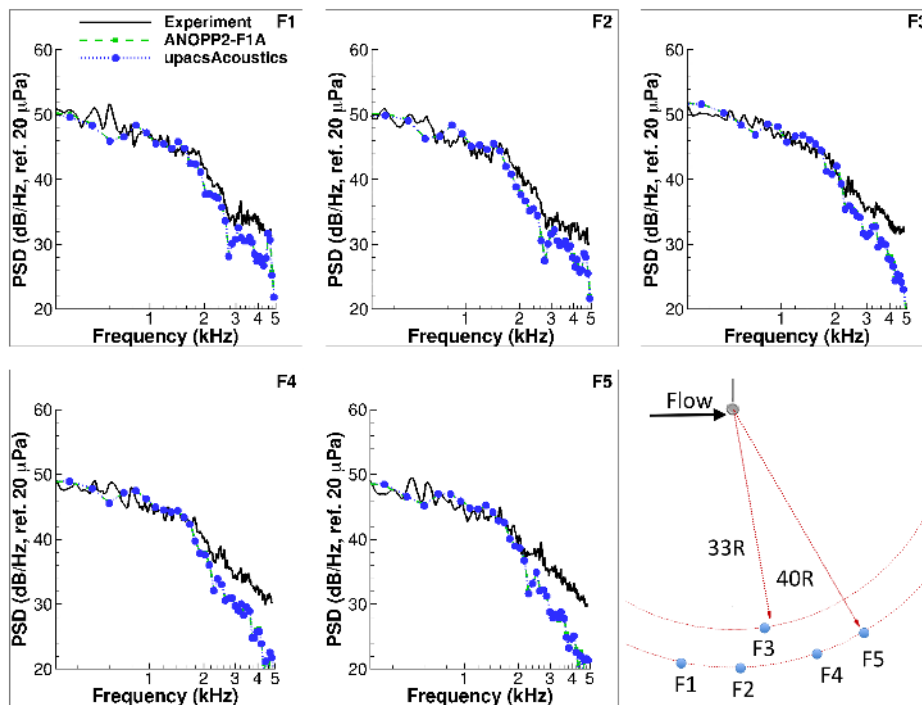 Experiment
ANOPP2-F1A
upacsAcoustics
F1
60
50
40
30
20
PSD (dB/Hz, ref. 20 µPa)
1 2 3 4 5
Frequency (kHz)
F2
60
50
40
30
20
PSD (dB/Hz, ref. 20 µPa)
1 2 3 4 5
Frequency (kHz)
F3
60
50
40
30
20
PSD (dB/Hz, ref. 20 µPa)
1 2 3 4 5
Frequency (kHz)
F4
60
50
40
30
20
PSD (dB/Hz, ref. 20 µPa)
1 2 3 4 5
Frequency (kHz)
F5
60
50
40
30
20
PSD (dB/Hz, ref. 20 µPa)
1 2 3 4 5
Frequency (kHz)
Flow
33R
40R
F3
F5
F4
F1
F2